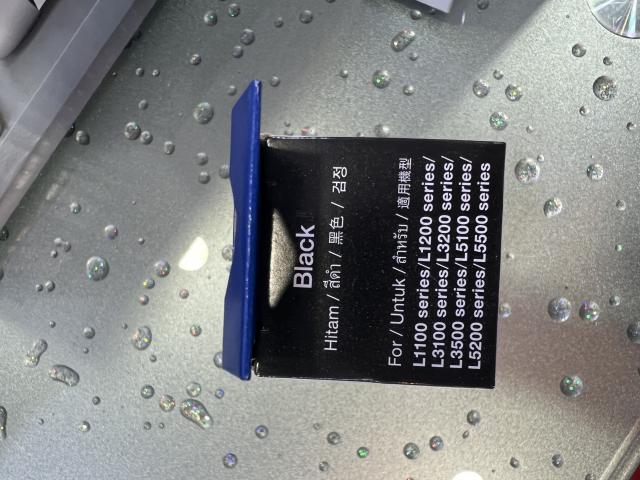 Black
Hitam / สีดำ / 黑色 / 검정
For / Untuk / สำหรับ / 適用機型
L1100 series/L1200 series/
L3100 series/L3200 series/
L3500 series/L5100 series/
L5200 series/L5500 series